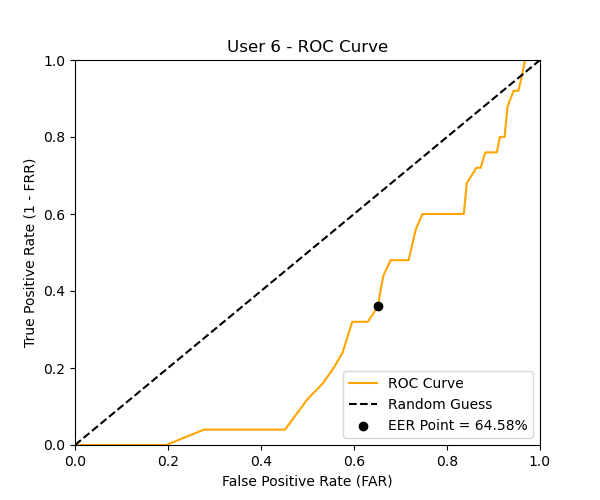 User 6 - ROC Curve
True Positive Rate (1 - FRR)
1.0
0.8
0.6
0.4
0.2
0.0
0.0 0.2 0.4 0.6 0.8 1.0
False Positive Rate (FAR)
ROC Curve
Random Guess
EER Point = 64.58%